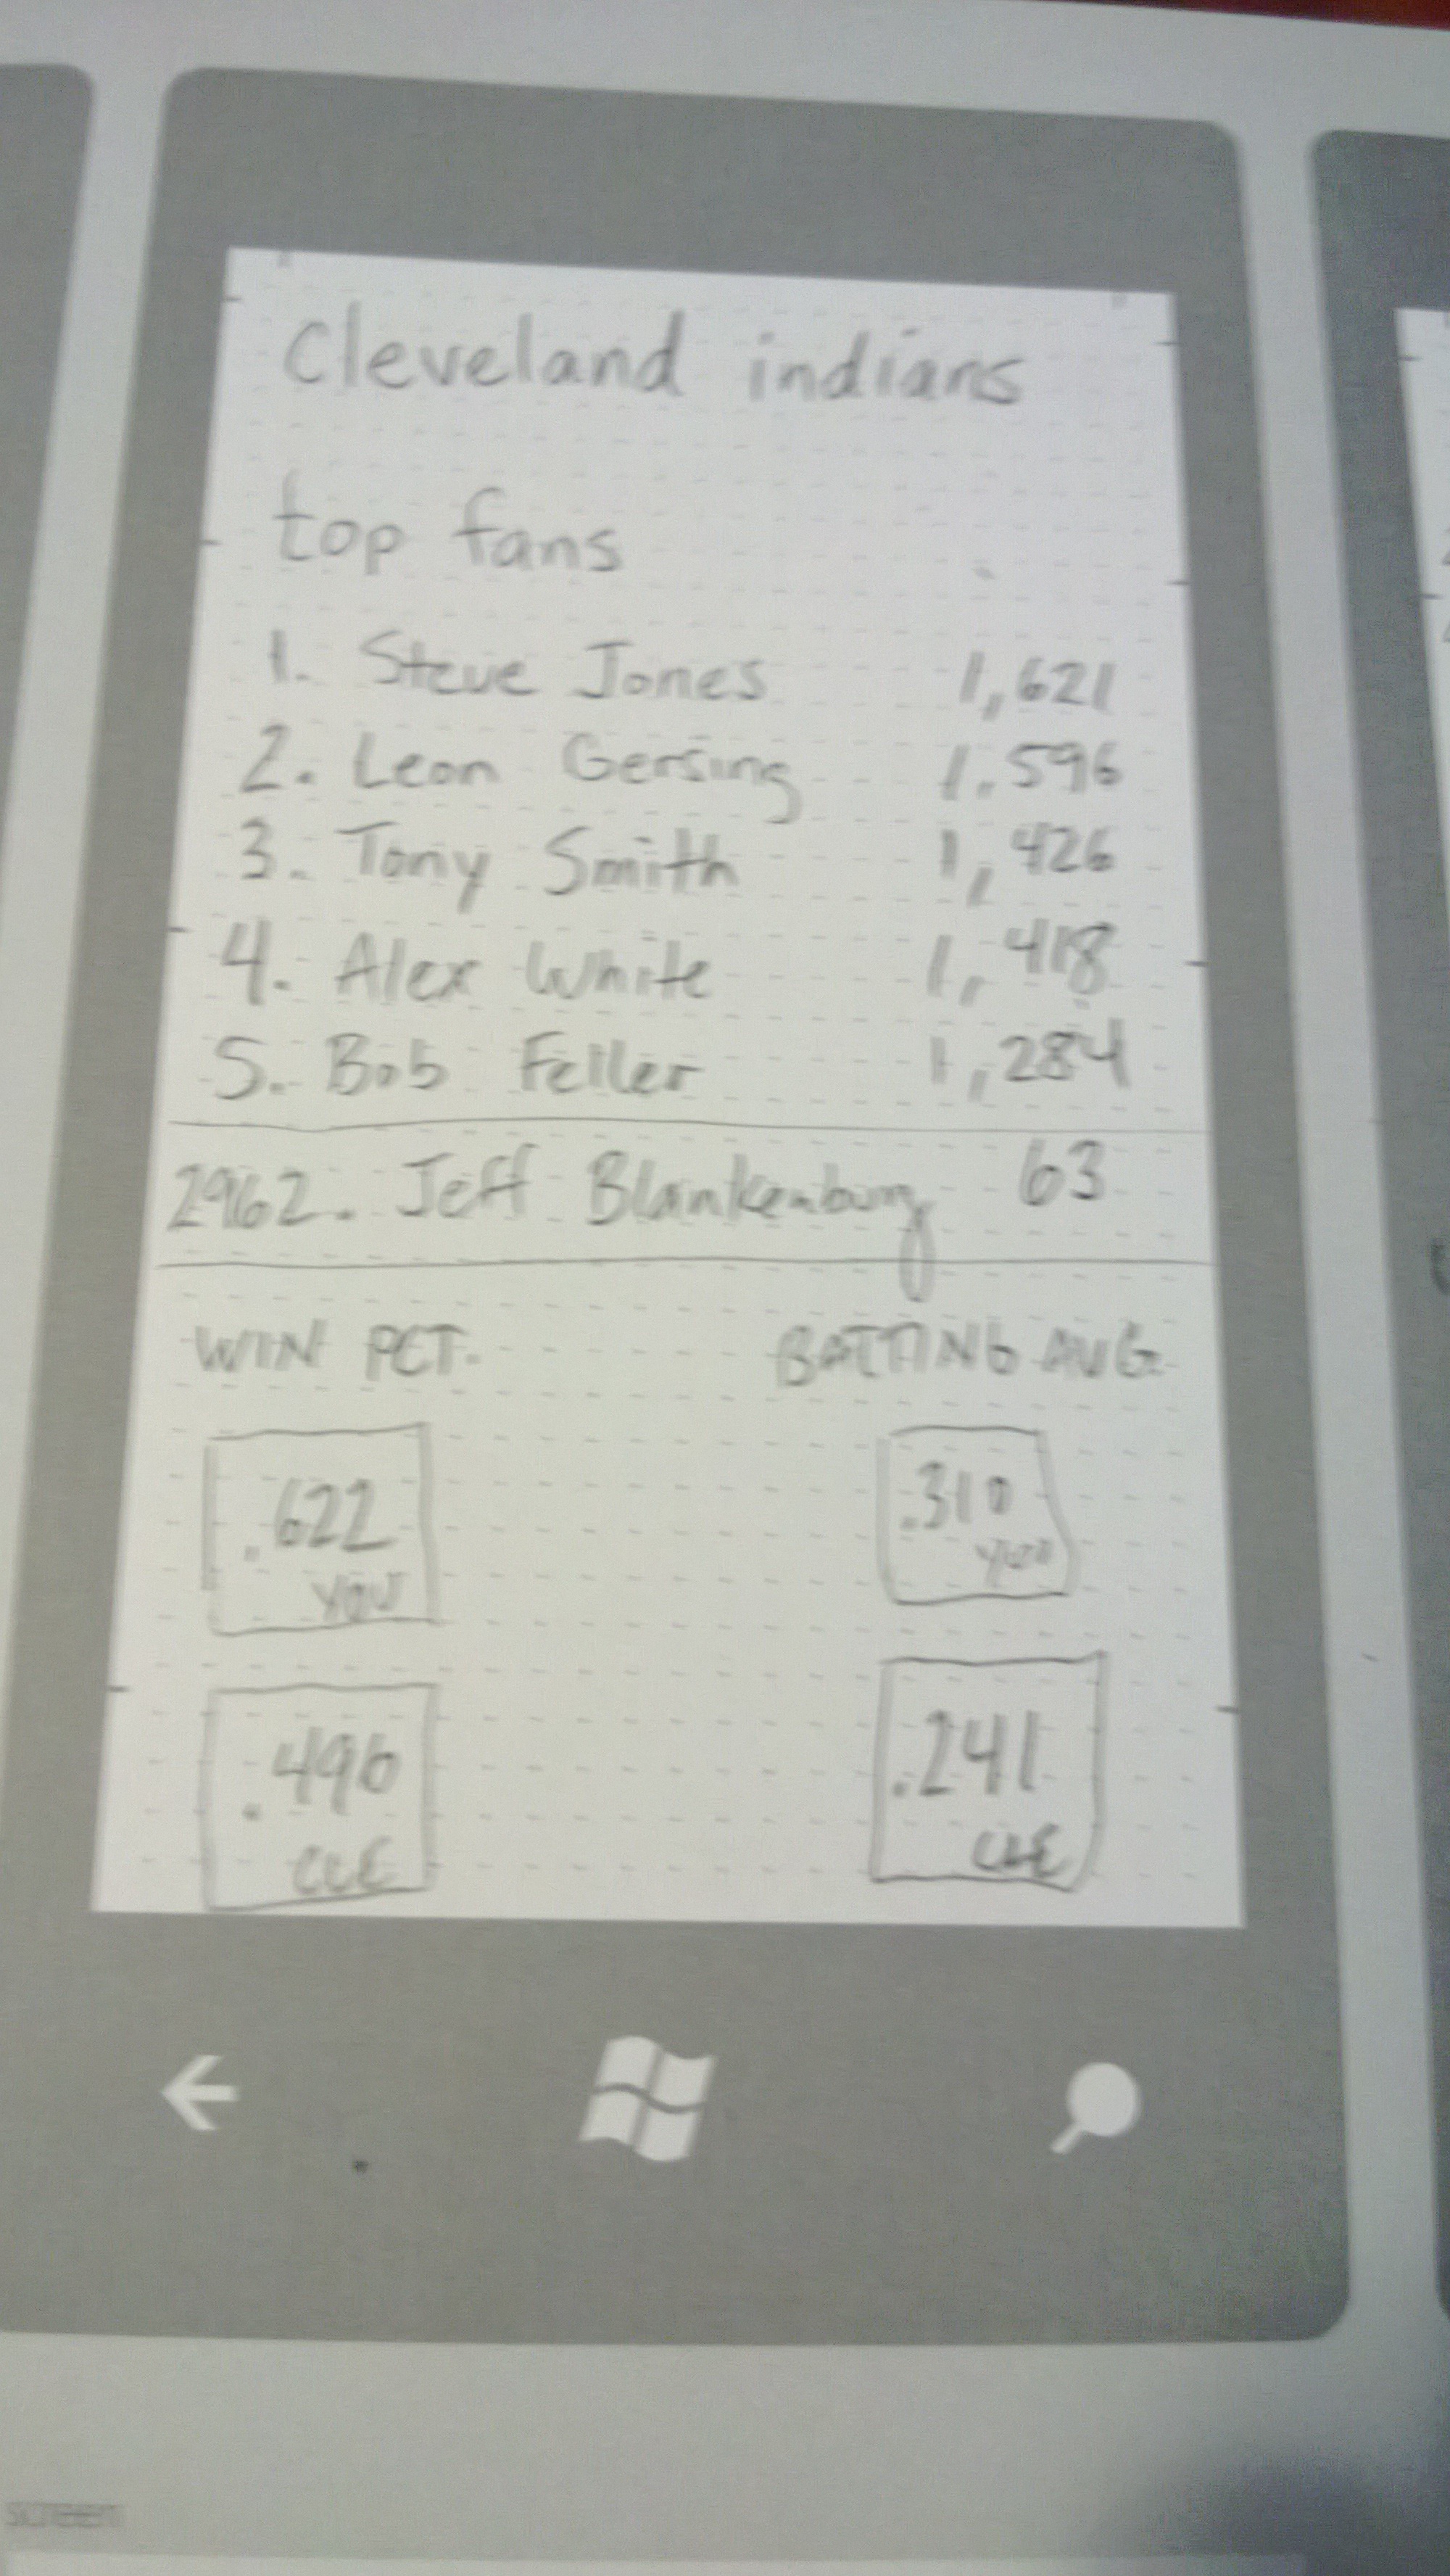 Cleveland indians
top fans
1. Steve Jones 1,621
2. Leon Gersing 1,596
3. Tony Smith 1,426
4. Alex White 1,418
5. Bob Feller 1,284
2962. Jeff Blankenburg 63
WIN PCT. BATTING AVG.
.622 .310
YOU YOU
.496 .241
CLE CLE
screen